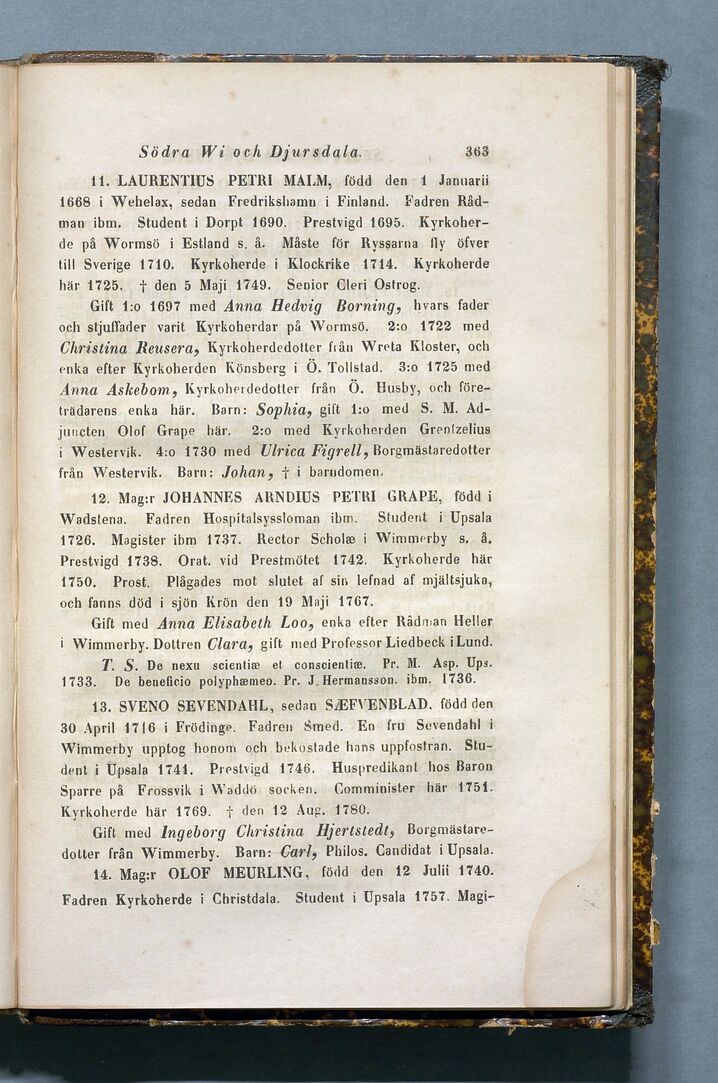 Södra Wi och Djursdala. 363
11. LAURENTIUS PETRI MALM, född den 1 Januarii
1668 i Wehelax, sedan Fredrikshamn i Finland. Fadren Råd-
man ibm. Student i Dorpt 1690. Prestvigd 1695. Kyrkoher-
de på Wormsö i Estland s. å. Måste för Ryssarna fly öfver
till Sverige 1710. Kyrkoherde i Klockrike 1714. Kyrkoherde
här 1725. † den 5 Maji 1749. Senior Cleri Ostrog.
Gift 1:o 1697 med Anna Hedvig Borning, hvars fader
och stjuffader varit Kyrkoherdar på Wormsö. 2:o 1722 med
Christina Reusera, Kyrkoherdedotter från Wreta Kloster, och
enka efter Kyrkoherden Könsberg i Ö. Tollstad. 3:o 1725 med
Anna Askebom, Kyrkoherdedotter från Ö. Husby, och före-
trädarens enka här. Barn: Sophia, gift 1:o med S. M. Ad-
juncten Olof Grape här. 2:o med Kyrkoherden Grentzelius
i Westervik. 4:o 1730 med Ulrica Figrell, Borgmästaredotter
från Westervik. Barn: Johan, † i barndomen.
12. Mag:r JOHANNES ARNDIUS PETRI GRAPE, född i
Wadstena. Fadren Hospitalsyssloman ibm. Student i Upsala
1726. Magister ibm 1737. Rector Scholæ i Wimmerby s. å.
Prestvigd 1738. Orat. vid Prestmötet 1742. Kyrkoherde här
1750. Prost. Plågades mot slutet af sin lefnad af mjältsjuka,
och fanns död i sjön Krön den 19 Maji 1767.
Gift med Anna Elisabeth Loo, enka efter Rådman Heller
i Wimmerby. Dottren Clara, gift med Professor Liedbeck i Lund.
T. S. De nexu scientiæ et conscientiæ. Pr. M. Asp. Ups.
1733. De beneficio polyphæmeo. Pr. J. Hermansson. ibm. 1736.
13. SVENO SEVENDAHL, sedan SÆFVENBLAD, född den
30 April 1716 i Frödinge. Fadren Smed. En fru Sevendahl i
Wimmerby upptog honom och bekostade hans uppfostran. Stu-
dent i Upsala 1741. Prestvigd 1746. Huspredikant hos Baron
Sparre på Frossvik i Waddö socken. Comminister här 1751.
Kyrkoherde här 1769. † den 12 Aug. 1780.
Gift med Ingeborg Christina Hjertstedt, Borgmästare-
dotter från Wimmerby. Barn: Carl, Philos. Candidat i Upsala.
14. Mag:r OLOF MEURLING, född den 12 Julii 1740.
Fadren Kyrkoherde i Christdala. Student i Upsala 1757. Magi-